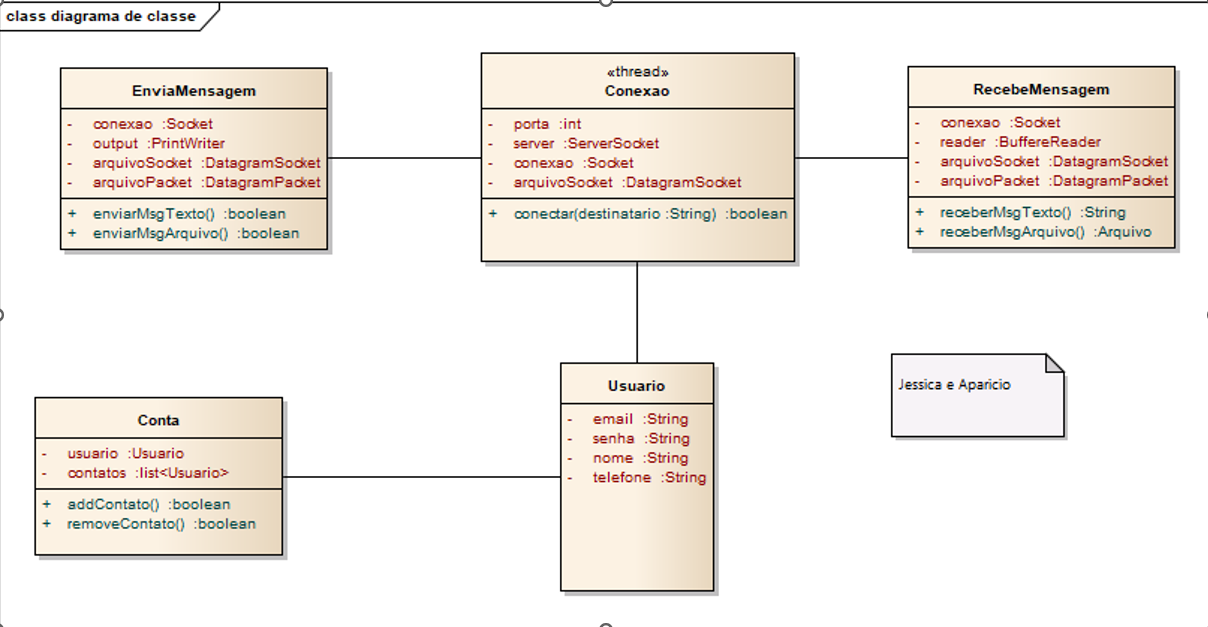 class diagrama de classe
EnviaMensagem
- conexao :Socket
- output :PrintWriter
- arquivoSocket :DatagramSocket
- arquivoPacket :DatagramPacket
+ enviarMsgTexto() :boolean
+ enviarMsgArquivo() :boolean
«thread»
Conexao
- porta :int
- server :ServerSocket
- conexao :Socket
- arquivoSocket :DatagramSocket
+ conectar(destinatario :String) :boolean
RecebeMensagem
- conexao :Socket
- reader :BuffereReader
- arquivoSocket :DatagramSocket
- arquivoPacket :DatagramPacket
+ receberMsgTexto() :String
+ receberMsgArquivo() :Arquivo
Conta
- usuario :Usuario
- contatos :list<Usuario>
+ addContato() :boolean
+ removeContato() :boolean
Usuario
- email :String
- senha :String
- nome :String
- telefone :String
Jessica e Aparicio